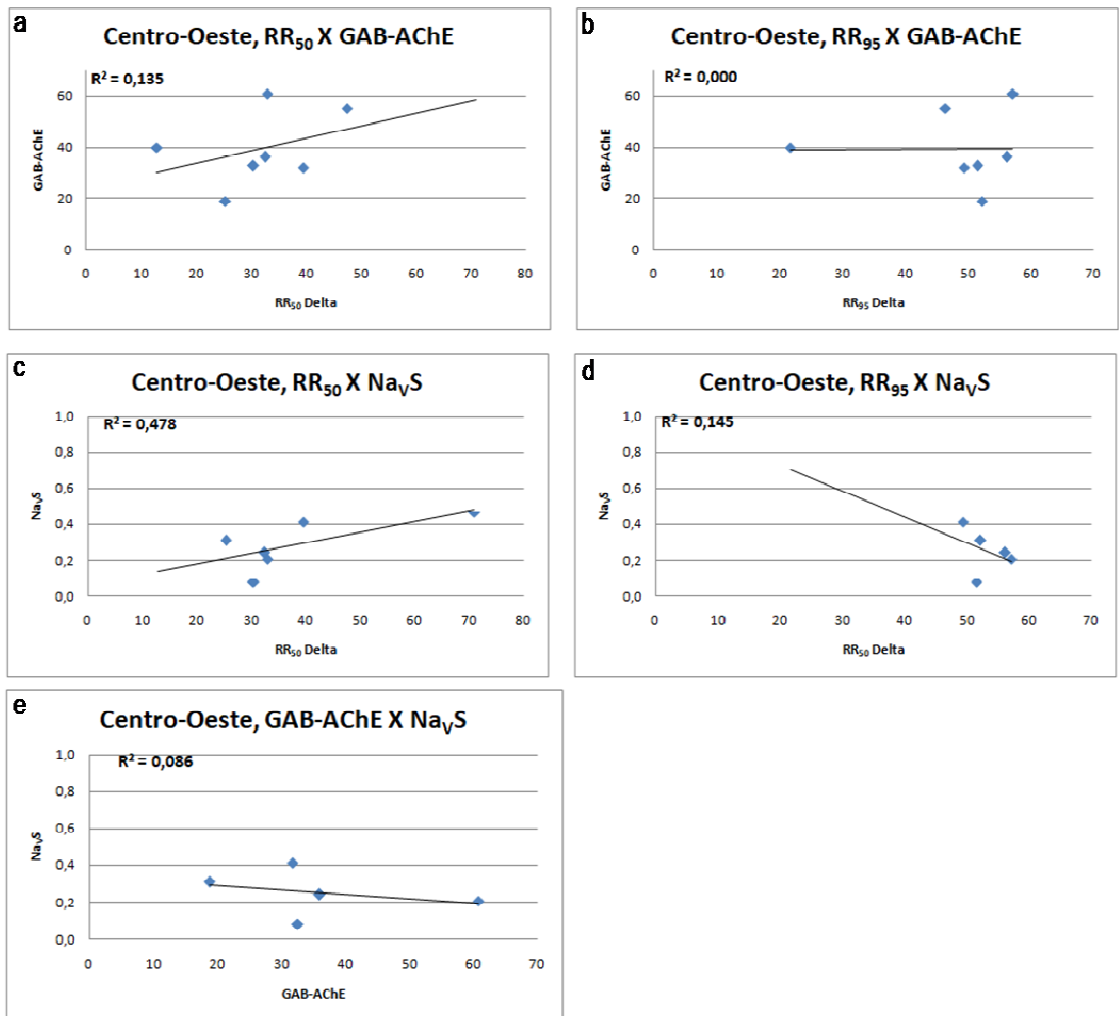 a
Centro-Oeste, RR₅₀ X GAB-AChE
R² = 0,135
60
40
20
0
GAB-AChE
0 10 20 30 40 50 60 70 80
RR₅₀ Delta
b
Centro-Oeste, RR₉₅ X GAB-AChE
R² = 0,000
60
40
20
0
GAB-AChE
0 10 20 30 40 50 60 70
RR₉₅ Delta
c
Centro-Oeste, RR₅₀ X NaᵥS
R² = 0,478
1,0
0,8
0,6
0,4
0,2
0,0
NaᵥS
0 10 20 30 40 50 60 70 80
RR₅₀ Delta
d
Centro-Oeste, RR₉₅ X NaᵥS
R² = 0,145
1,0
0,8
0,6
0,4
0,2
0,0
NaᵥS
0 10 20 30 40 50 60 70
RR₅₀ Delta
e
Centro-Oeste, GAB-AChE X NaᵥS
R² = 0,086
1,0
0,8
0,6
0,4
0,2
0,0
NaᵥS
0 10 20 30 40 50 60 70
GAB-AChE